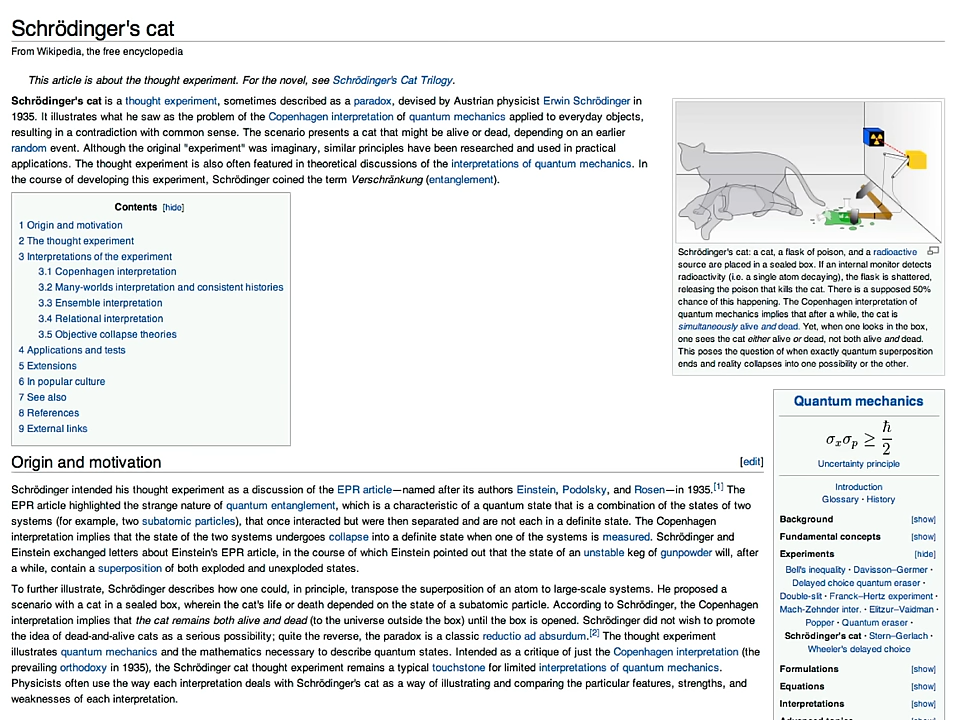 Schrödinger's cat
From Wikipedia, the free encyclopedia
This article is about the thought experiment. For the novel, see Schrödinger's Cat Trilogy.
Schrödinger's cat is a thought experiment, sometimes described as a paradox, devised by Austrian physicist Erwin Schrödinger in
1935. It illustrates what he saw as the problem of the Copenhagen interpretation of quantum mechanics applied to everyday objects,
resulting in a contradiction with common sense. The scenario presents a cat that might be alive or dead, depending on an earlier
random event. Although the original "experiment" was imaginary, similar principles have been researched and used in practical
applications. The thought experiment is also often featured in theoretical discussions of the interpretations of quantum mechanics. In
the course of developing this experiment, Schrödinger coined the term Verschränkung (entanglement).
Contents [hide]
1 Origin and motivation
2 The thought experiment
3 Interpretations of the experiment
3.1 Copenhagen interpretation
3.2 Many-worlds interpretation and consistent histories
3.3 Ensemble interpretation
3.4 Relational interpretation
3.5 Objective collapse theories
4 Applications and tests
5 Extensions
6 In popular culture
7 See also
8 References
9 External links
Schrödinger's cat: a cat, a flask of poison, and a radioactive
source are placed in a sealed box. If an internal monitor detects
radioactivity (i.e. a single atom decaying), the flask is shattered,
releasing the poison that kills the cat. There is a supposed 50%
chance of this happening. The Copenhagen interpretation of
quantum mechanics implies that after a while, the cat is
simultaneously alive and dead. Yet, when one looks in the box,
one sees the cat either alive or dead, not both alive and dead.
This poses the question of when exactly quantum superposition
ends and reality collapses into one possibility or the other.
Origin and motivation [edit]
Schrödinger intended his thought experiment as a discussion of the EPR article—named after its authors Einstein, Podolsky, and Rosen—in 1935.[1] The
EPR article highlighted the strange nature of quantum entanglement, which is a characteristic of a quantum state that is a combination of the states of two
systems (for example, two subatomic particles), that once interacted but were then separated and are not each in a definite state. The Copenhagen
interpretation implies that the state of the two systems undergoes collapse into a definite state when one of the systems is measured. Schrödinger and
Einstein exchanged letters about Einstein's EPR article, in the course of which Einstein pointed out that the state of an unstable keg of gunpowder will, after
a while, contain a superposition of both exploded and unexploded states.
To further illustrate, Schrödinger describes how one could, in principle, transpose the superposition of an atom to large-scale systems. He proposed a
scenario with a cat in a sealed box, wherein the cat's life or death depended on the state of a subatomic particle. According to Schrödinger, the Copenhagen
interpretation implies that the cat remains both alive and dead (to the universe outside the box) until the box is opened. Schrödinger did not wish to promote
the idea of dead-and-alive cats as a serious possibility; quite the reverse, the paradox is a classic reductio ad absurdum.[2] The thought experiment
illustrates quantum mechanics and the mathematics necessary to describe quantum states. Intended as a critique of just the Copenhagen interpretation (the
prevailing orthodoxy in 1935), the Schrödinger cat thought experiment remains a typical touchstone for limited interpretations of quantum mechanics.
Physicists often use the way each interpretation deals with Schrödinger's cat as a way of illustrating and comparing the particular features, strengths, and
weaknesses of each interpretation.
Quantum mechanics
σₓσₚ ≥ ħ/2
Uncertainty principle
Introduction
Glossary · History
Background [show]
Fundamental concepts [show]
Experiments [hide]
Bell's inequality · Davisson–Germer ·
Delayed choice quantum eraser ·
Double-slit · Franck–Hertz experiment ·
Mach-Zehnder inter. · Elitzur–Vaidman ·
Popper · Quantum eraser ·
Schrödinger's cat · Stern–Gerlach ·
Wheeler's delayed choice
Formulations [show]
Equations [show]
Interpretations [show]